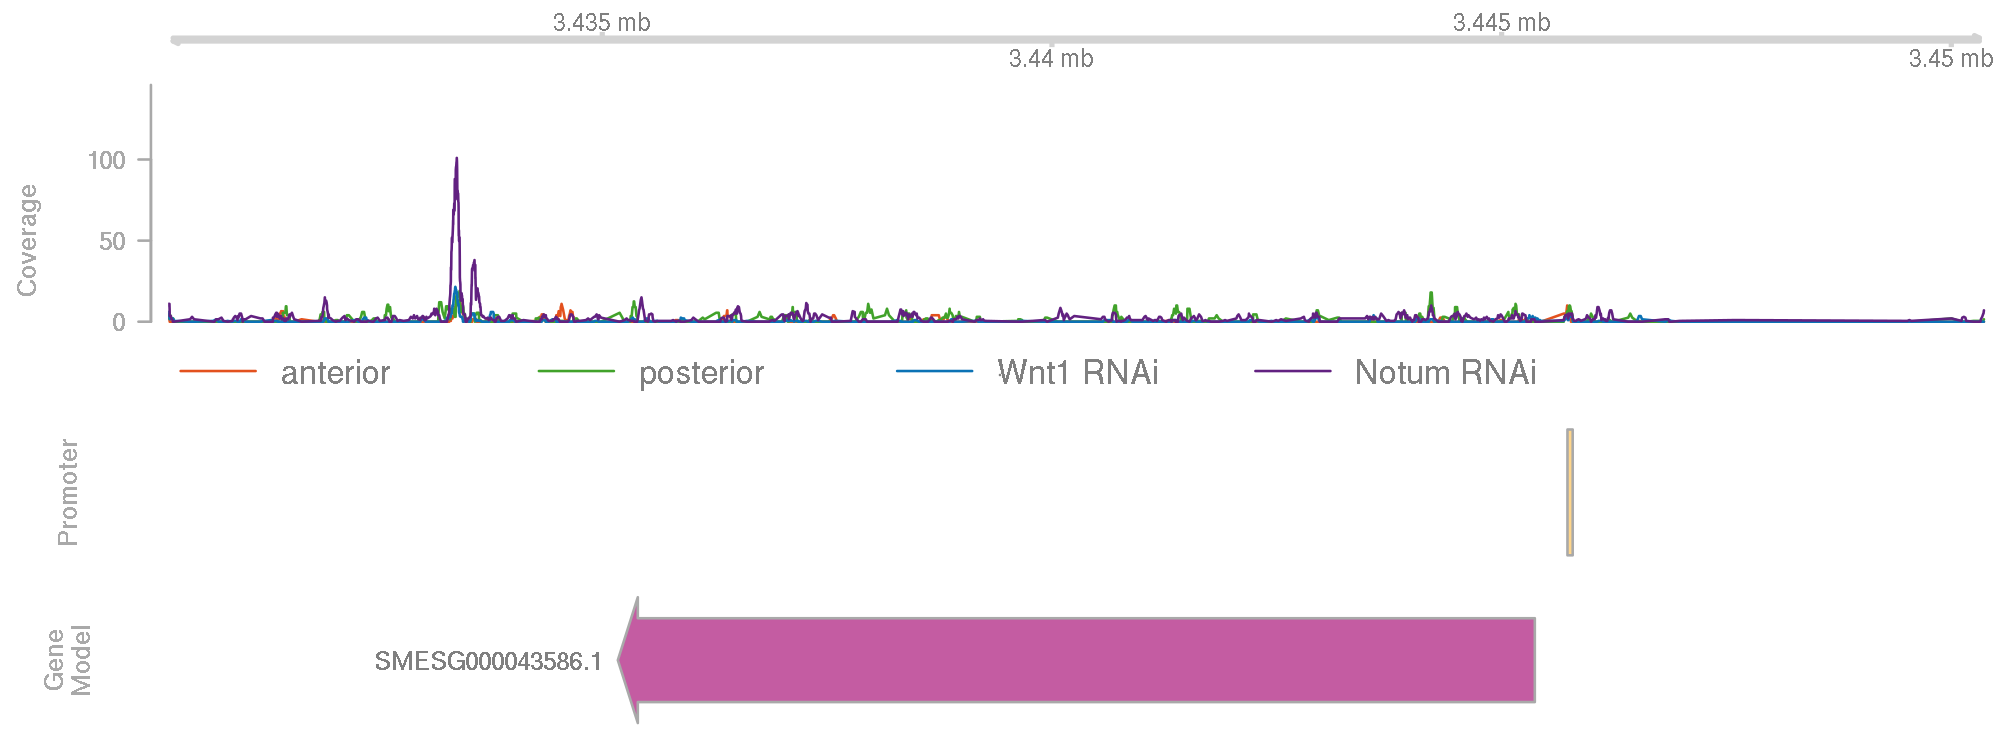 3.435 mb
3.445 mb
3.44 mb
3.45 mb
Coverage
100
50
0
anterior
posterior
Wnt1 RNAi
Notum RNAi
Promoter
Gene
Model
SMESG000043586.1